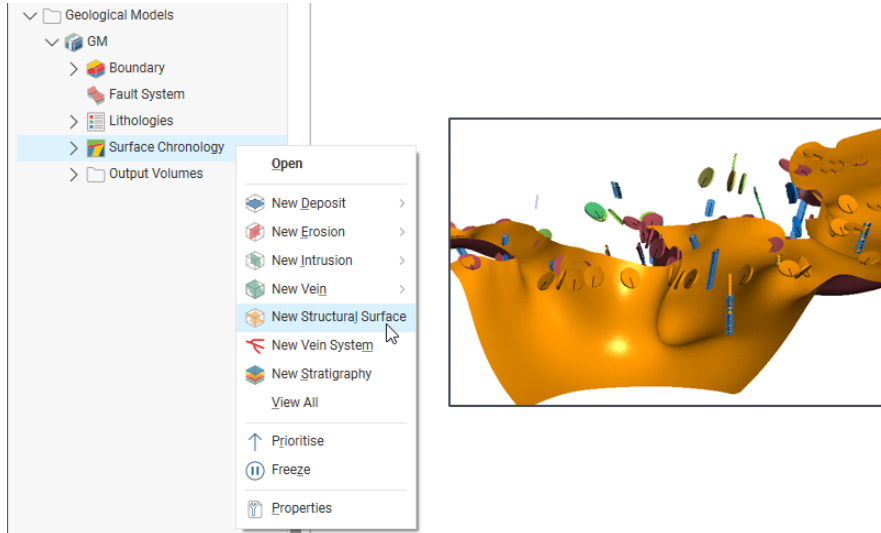 Geological Models
GM
Boundary
Fault System
Lithologies
Surface Chronology
Output Volumes
Open
New Deposit
New Erosion
New Intrusion
New Vein
New Structural Surface
New Vein System
New Stratigraphy
View All
Prioritise
Freeze
Properties